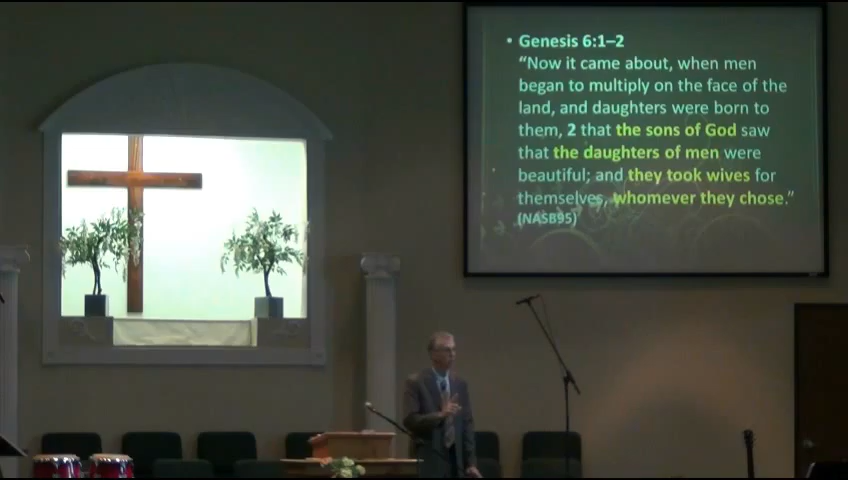 • Genesis 6:1–2
“Now it came about, when men
began to multiply on the face of the
land, and daughters were born to
them, 2 that the sons of God saw
that the daughters of men were
beautiful; and they took wives for
themselves, whomever they chose.”
(NASB95)